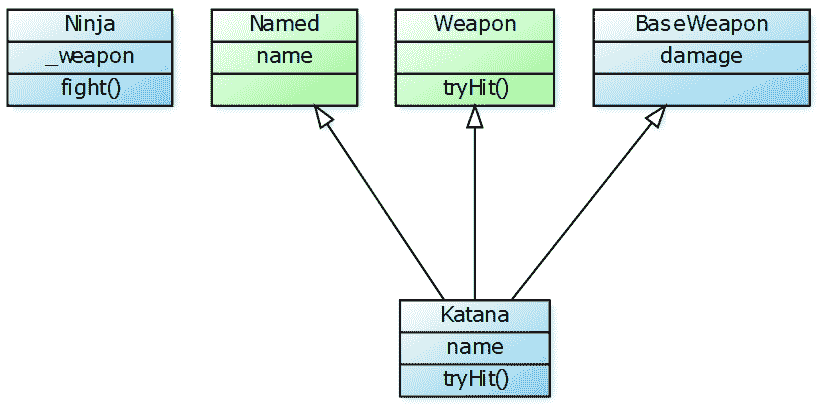 Ninja
_weapon
fight()
Named
name
Weapon
tryHit()
BaseWeapon
damage
Katana
name
tryHit()